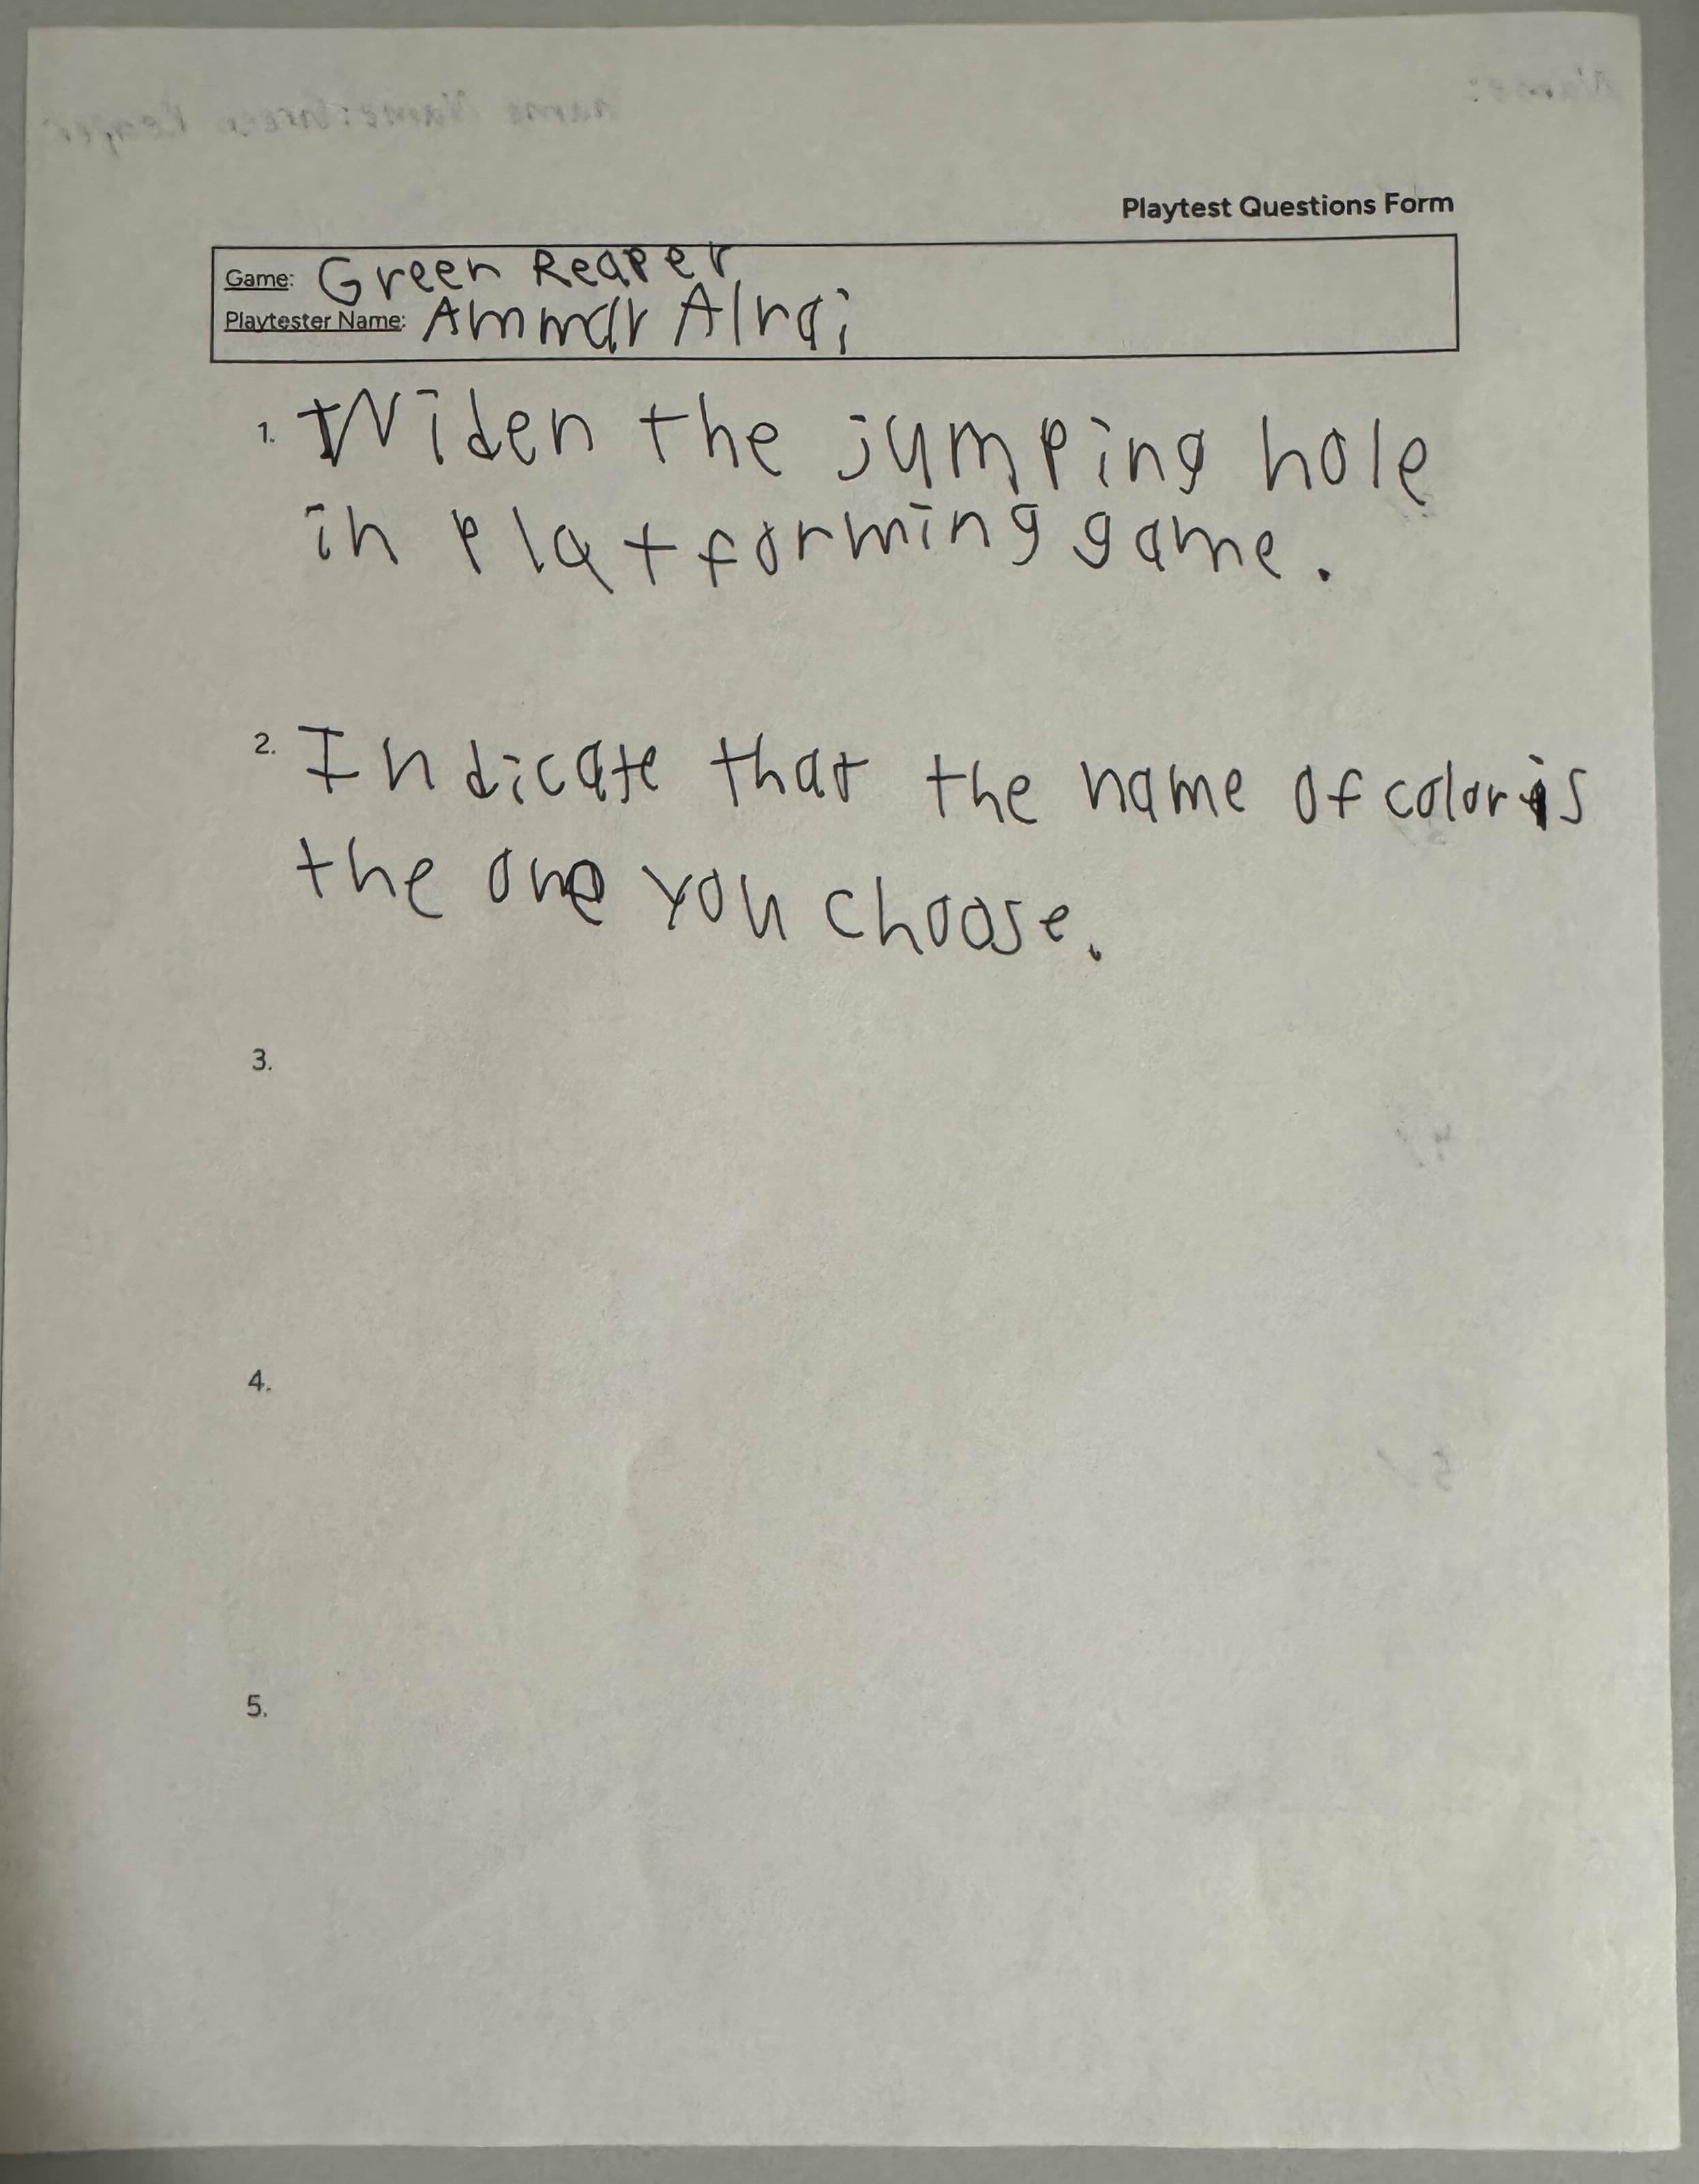 Playtest Questions Form
Game: Green Reaper
Playtester Name: Ammar Alrai
1. Widen the jumping hole
in platforming game.
2. Indicate that the name of color is
the one you choose.
3.
4.
5.